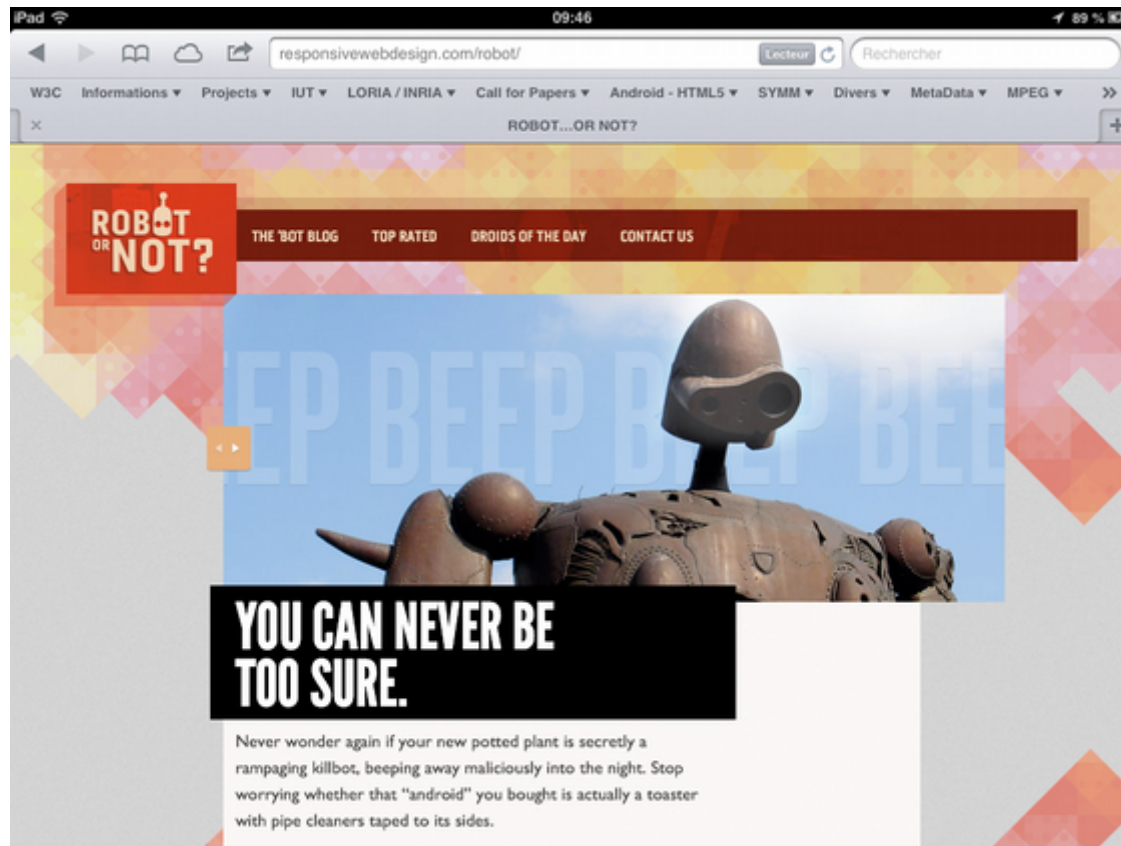 iPad 09:46 89 %
responsivewebdesign.com/robot/ Lecteur Rechercher
W3C Informations ▾ Projects ▾ IUT ▾ LORIA / INRIA ▾ Call for Papers ▾ Android - HTML5 ▾ SYMM ▾ Divers ▾ MetaData ▾ MPEG ▾ »
× ROBOT...OR NOT? +
ROBOT
OR NOT?
THE 'BOT BLOG TOP RATED DROIDS OF THE DAY CONTACT US
EEP BEEP BEEP BEE
YOU CAN NEVER BE
TOO SURE.
Never wonder again if your new potted plant is secretly a
rampaging killbot, beeping away maliciously into the night. Stop
worrying whether that “android” you bought is actually a toaster
with pipe cleaners taped to its sides.